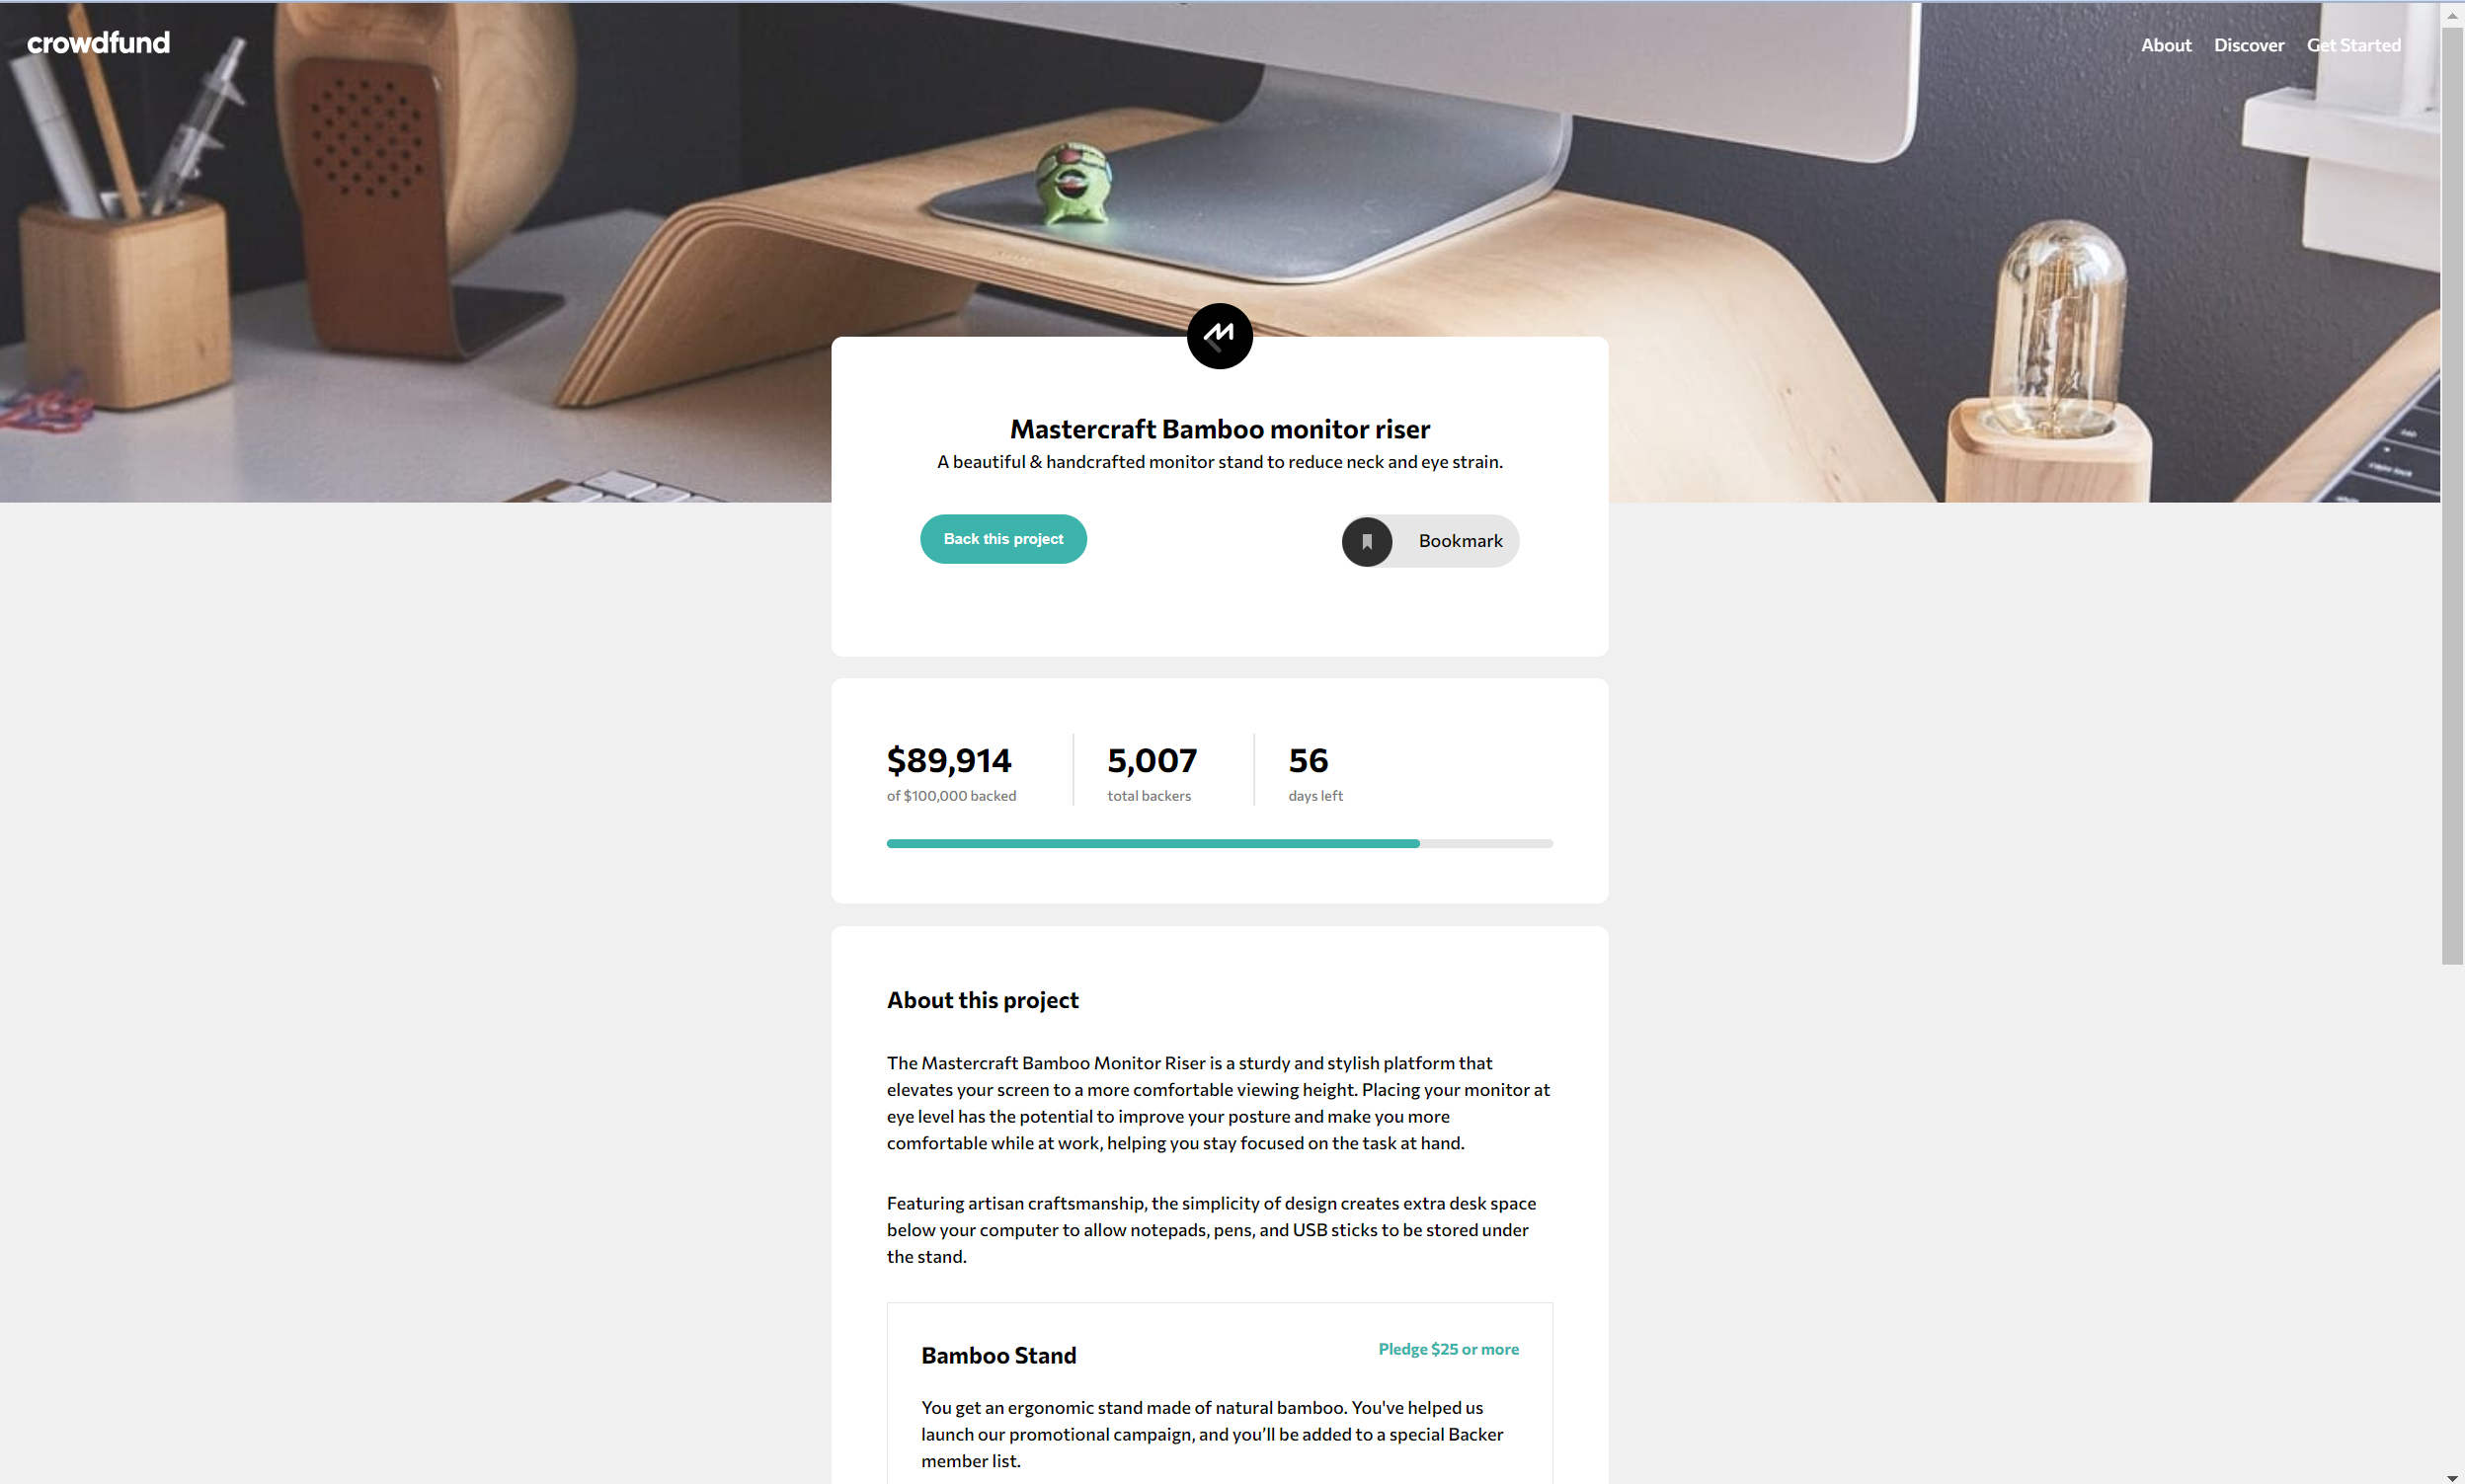 crowdfund
About Discover Get Started
Mastercraft Bamboo monitor riser
A beautiful & handcrafted monitor stand to reduce neck and eye strain.
Back this project
Bookmark
$89,914 5,007 56
of $100,000 backed total backers days left
About this project
The Mastercraft Bamboo Monitor Riser is a sturdy and stylish platform that
elevates your screen to a more comfortable viewing height. Placing your monitor at
eye level has the potential to improve your posture and make you more
comfortable while at work, helping you stay focused on the task at hand.
Featuring artisan craftsmanship, the simplicity of design creates extra desk space
below your computer to allow notepads, pens, and USB sticks to be stored under
the stand.
Bamboo Stand
Pledge $25 or more
You get an ergonomic stand made of natural bamboo. You've helped us
launch our promotional campaign, and you’ll be added to a special Backer
member list.